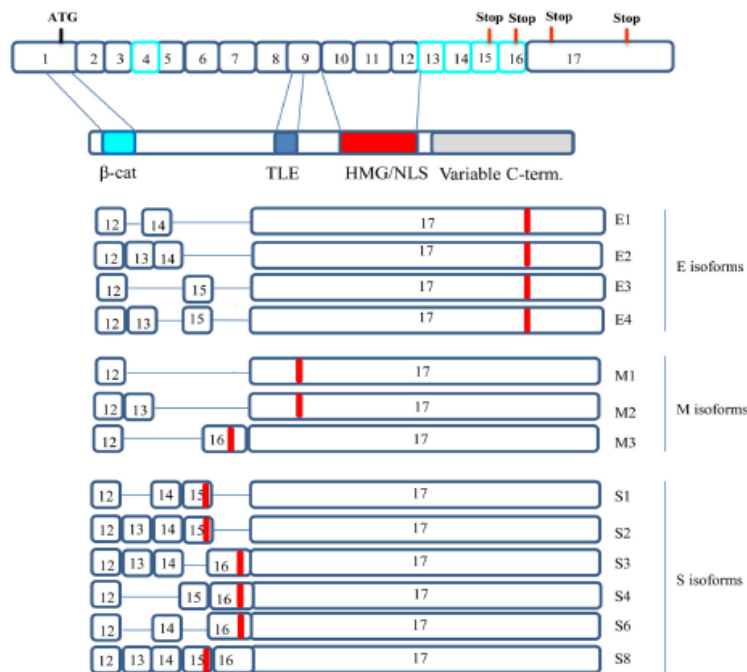 ATG Stop Stop Stop Stop
1 2 3 4 5 6 7 8 9 10 11 12 13 14 15 16 17
β-cat TLE HMG/NLS Variable C-term.
12 14 17 E1
12 13 14 17 E2
E isoforms
12 15 17 E3
12 13 15 17 E4
12 17 M1
12 13 17 M2
M isoforms
12 16 17 M3
12 14 15 17 S1
12 13 14 15 17 S2
12 13 14 16 17 S3
S isoforms
12 15 16 17 S4
12 14 16 17 S6
12 13 14 15 16 17 S8